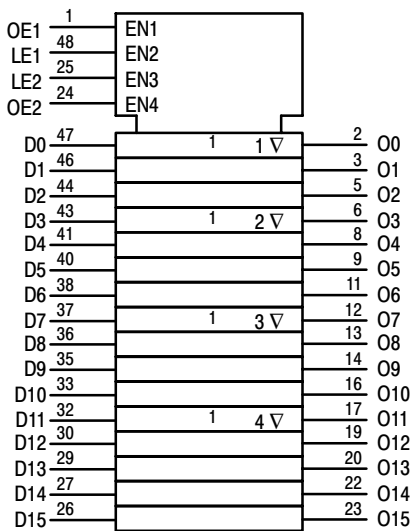 OE1 1 EN1
LE1 48 EN2
LE2 25 EN3
OE2 24 EN4
D0 47 1 1 ∇ 2 O0
D1 46 3 O1
D2 44 5 O2
D3 43 1 2 ∇ 6 O3
D4 41 8 O4
D5 40 9 O5
D6 38 11 O6
D7 37 1 3 ∇ 12 O7
D8 36 13 O8
D9 35 14 O9
D10 33 16 O10
D11 32 1 4 ∇ 17 O11
D12 30 19 O12
D13 29 20 O13
D14 27 22 O14
D15 26 23 O15